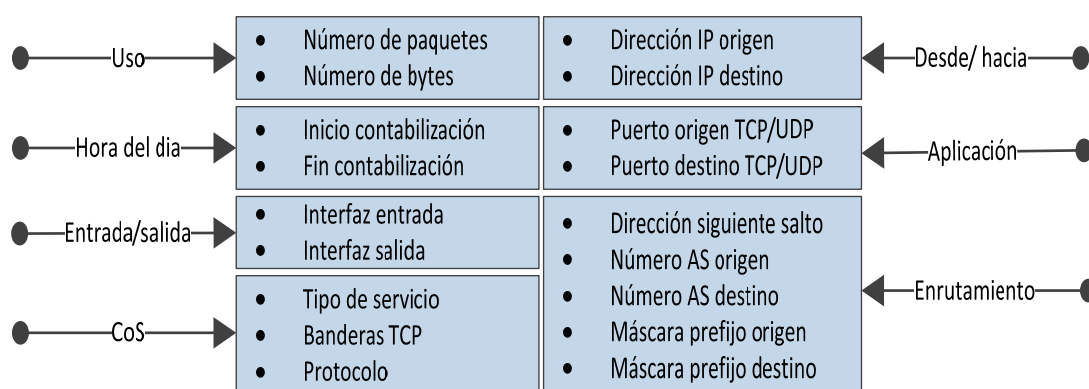 Uso
• Número de paquetes
• Número de bytes
• Dirección IP origen
• Dirección IP destino
Desde/ hacia
Hora del dia
• Inicio contabilización
• Fin contabilización
• Puerto origen TCP/UDP
• Puerto destino TCP/UDP
Aplicación
Entrada/salida
• Interfaz entrada
• Interfaz salida
CoS
• Tipo de servicio
• Banderas TCP
• Protocolo
• Dirección siguiente salto
• Número AS origen
• Número AS destino
• Máscara prefijo origen
• Máscara prefijo destino
Enrutamiento